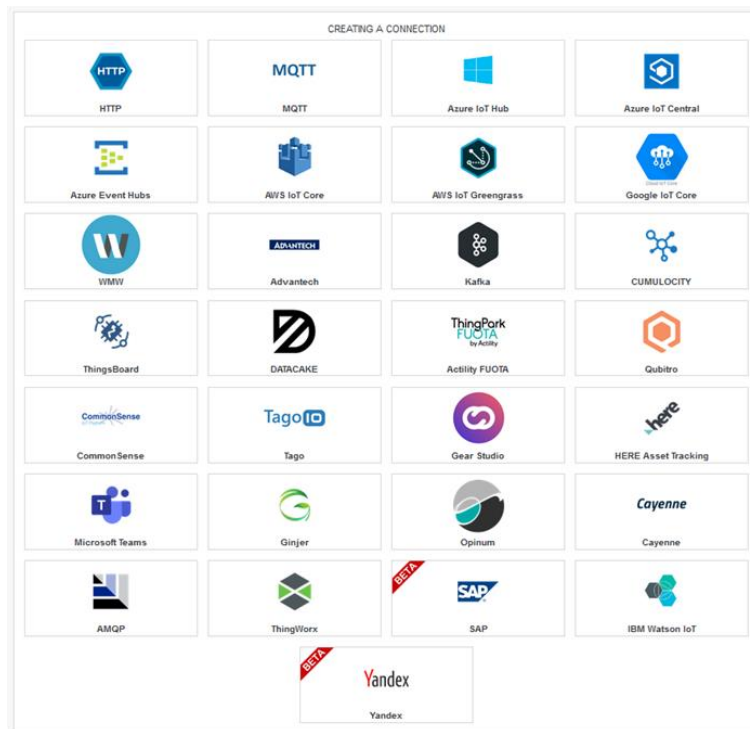 CREATING A CONNECTION
HTTP
MQTT
HTTP
MQTT
Azure IoT Hub
Azure IoT Central
Azure Event Hubs
AWS IoT Core
AWS IoT Greengrass
Google IoT Core
W
ADVANTECH
WMW
Advantech
Kafka
CUMULOCITY
ThingPark
FUOTA
by Actility
ThingsBoard
DATACAKE
Actility FUOTA
Qubitro
CommonSense
Tago IO
here
CommonSense
Tago
Gear Studio
HERE Asset Tracking
T
Cayenne
Microsoft Teams
Ginjer
Opinum
Cayenne
BETA
SAP
AMQP
ThingWorx
SAP
IBM Watson IoT
BETA
Yandex
Yandex